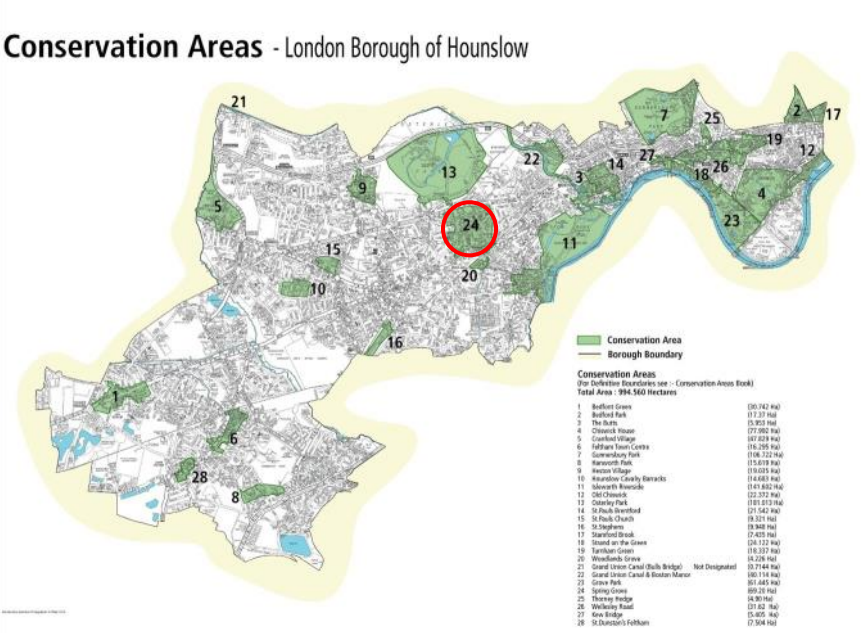 Conservation Areas - London Borough of Hounslow
21
2
17
7
25
19
12
22
27
14
13
3
18
26
9
4
5
24
23
11
15
20
10
16
1
6
28
8
Conservation Area
Borough Boundary
Conservation Areas
(For Definitive Boundaries see :- Conservation Areas Book)
Total Area : 994.560 Hectares
1 Bedfont Green (30.742 Ha)
2 Bedford Park (17.37 Ha)
3 The Butts (5.953 Ha)
4 Chiswick House (77.992 Ha)
5 Cranford Village (47.829 Ha)
6 Feltham Town Centre (16.295 Ha)
7 Gunnersbury Park (106.722 Ha)
8 Hanworth Park (15.619 Ha)
9 Heston Village (19.035 Ha)
10 Hounslow Cavalry Barracks (14.683 Ha)
11 Isleworth Riverside (141.602 Ha)
12 Old Chiswick (22.372 Ha)
13 Osterley Park (181.013 Ha)
14 St.Pauls Brentford (21.542 Ha)
15 St.Pauls Church (9.321 Ha)
16 St.Stephens (9.948 Ha)
17 Stamford Brook (7.435 Ha)
18 Strand on the Green (24.122 Ha)
19 Turnham Green (18.337 Ha)
20 Woodlands Grove (4.226 Ha)
21 Grand Union Canal (Bulls Bridge) Not Designated (0.7144 Ha)
22 Grand Union Canal & Boston Manor (40.114 Ha)
23 Grove Park (61.445 Ha)
24 Spring Grove (69.20 Ha)
25 Thorney Hedge (4.90 Ha)
26 Wellesley Road (31.62 Ha)
27 Kew Bridge (5.405 Ha)
28 St.Dunstan's Feltham (7.504 Ha)